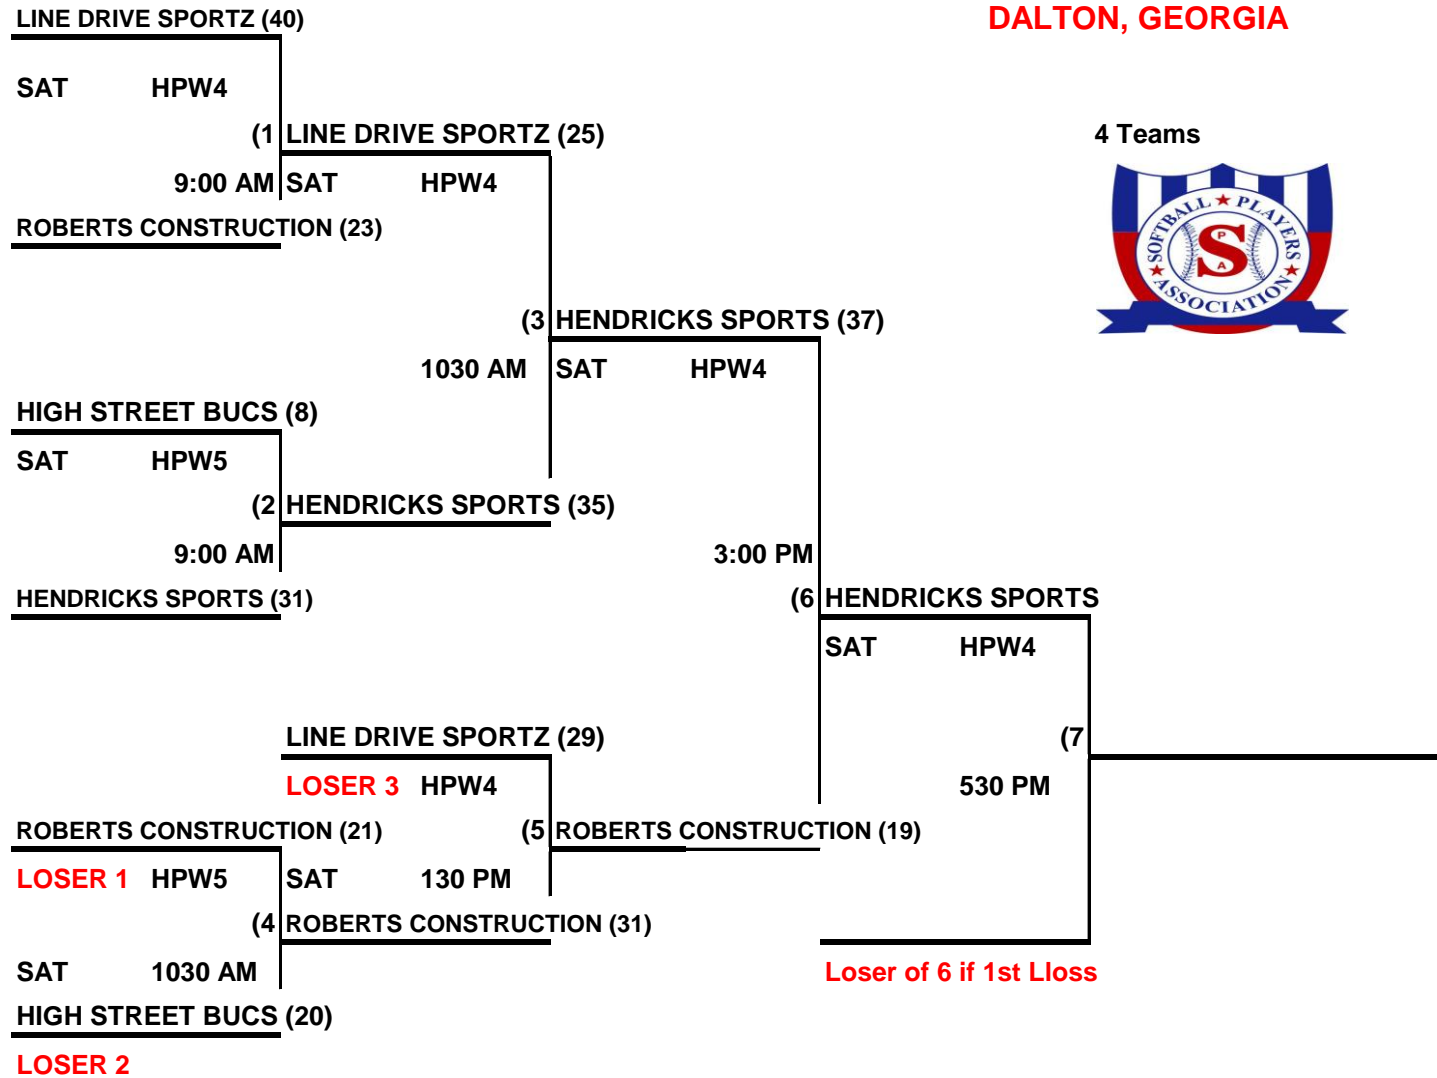 LINE DRIVE SPORTZ (40)
DALTON, GEORGIA
SAT HPW4
(1 LINE DRIVE SPORTZ (25)
4 Teams
9:00 AM SAT HPW4
ROBERTS CONSTRUCTION (23)
SOFTBALL ★ PLAYERS ★ ASSOCIATION ★
P
S
A
(3 HENDRICKS SPORTS (37)
1030 AM SAT HPW4
HIGH STREET BUCS (8)
SAT HPW5
(2 HENDRICKS SPORTS (35)
9:00 AM 3:00 PM
HENDRICKS SPORTS (31) (6 HENDRICKS SPORTS
SAT HPW4
LINE DRIVE SPORTZ (29) (7
LOSER 3 HPW4 530 PM
ROBERTS CONSTRUCTION (21) (5 ROBERTS CONSTRUCTION (19)
LOSER 1 HPW5 SAT 130 PM
(4 ROBERTS CONSTRUCTION (31)
SAT 1030 AM Loser of 6 if 1st Lloss
HIGH STREET BUCS (20)
LOSER 2